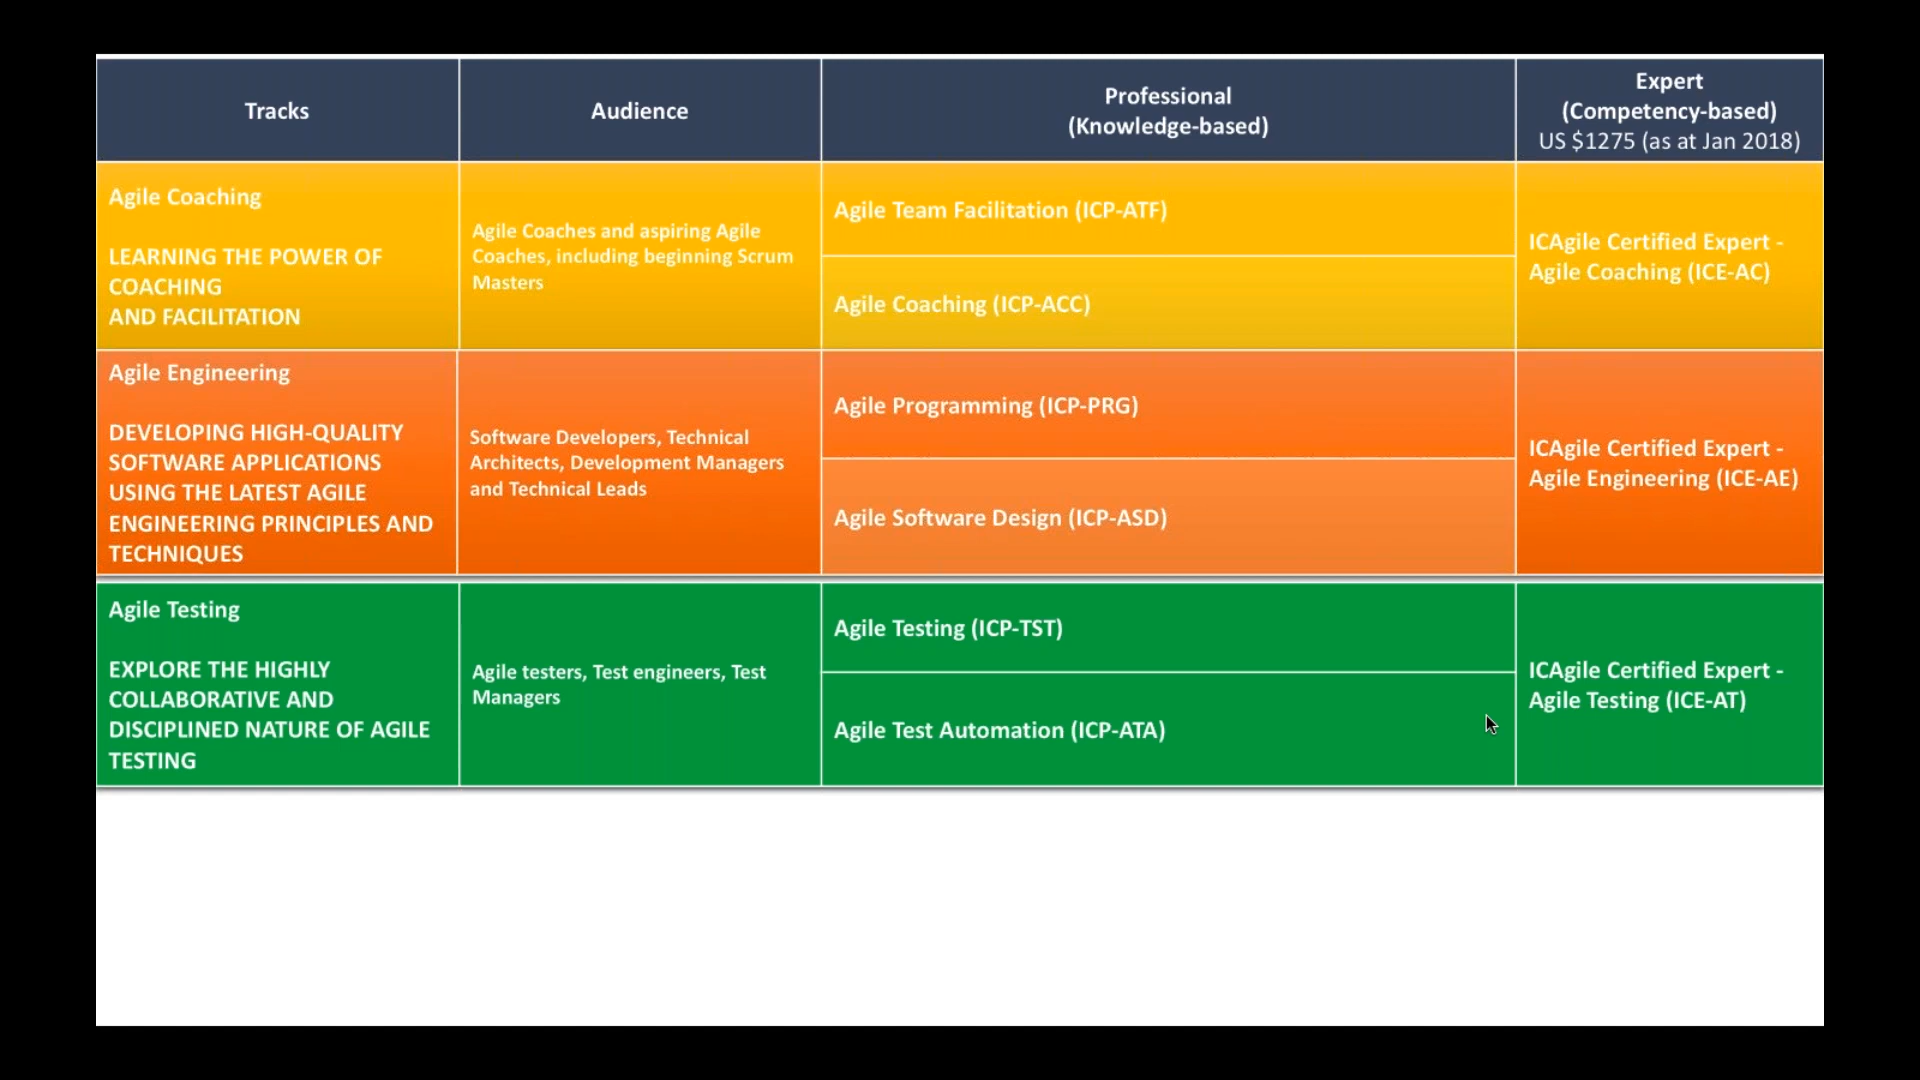 Tracks
Audience
Professional
(Knowledge-based)
Expert
(Competency-based)
US $1275 (as at Jan 2018)
Agile Coaching
LEARNING THE POWER OF
COACHING
AND FACILITATION
Agile Coaches and aspiring Agile
Coaches, including beginning Scrum
Masters
Agile Team Facilitation (ICP-ATF)
Agile Coaching (ICP-ACC)
ICAgile Certified Expert -
Agile Coaching (ICE-AC)
Agile Engineering
DEVELOPING HIGH-QUALITY
SOFTWARE APPLICATIONS
USING THE LATEST AGILE
ENGINEERING PRINCIPLES AND
TECHNIQUES
Software Developers, Technical
Architects, Development Managers
and Technical Leads
Agile Programming (ICP-PRG)
Agile Software Design (ICP-ASD)
ICAgile Certified Expert -
Agile Engineering (ICE-AE)
Agile Testing
EXPLORE THE HIGHLY
COLLABORATIVE AND
DISCIPLINED NATURE OF AGILE
TESTING
Agile testers, Test engineers, Test
Managers
Agile Testing (ICP-TST)
Agile Test Automation (ICP-ATA)
ICAgile Certified Expert -
Agile Testing (ICE-AT)